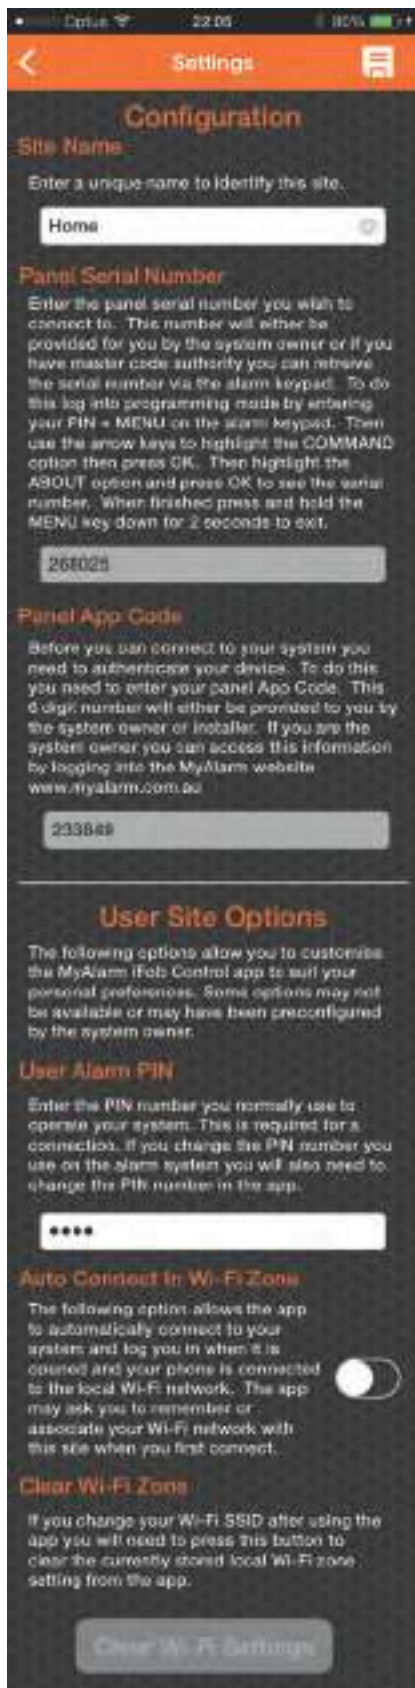 Optus 22:05 80%
Settings
Configuration
Site Name
Enter a unique name to identify this site.
Home
Panel Serial Number
Enter the panel serial number you wish to
connect to. This number will either be
provided for you by the system owner or if you
have master code authority you can retreive
the serial number via the alarm keypad. To do
this log into programming mode by entering
your PIN + MENU on the alarm keypad. Then
use the arrow keys to highlight the COMMAND
option then press OK. Then highlight the
ABOUT option and press OK to see the serial
number. When finished press and hold the
MENU key down for 2 seconds to exit.
268025
Panel App Code
Before you can connect to your system you
need to authenticate your device. To do this
you need to enter your panel App Code. This
6 digit number will either be provided to you by
the system owner or installer. If you are the
system owner you can access this information
by logging into the MyAlarm website
www.myalarm.com.au
233849
User Site Options
The following options allow you to customise
the MyAlarm iFob Control app to suit your
personal preferences. Some options may not
be available or may have been preconfigured
by the system owner.
User Alarm PIN
Enter the PIN number you normally use to
operate your system. This is required for a
connection. If you change the PIN number you
use on the alarm system you will also need to
change the PIN number in the app.
••••
Auto Connect In Wi-Fi Zone
The following option allows the app
to automatically connect to your
system and log you in when it is
opened and your phone is connected
to the local Wi-Fi network. The app
may ask you to remember or
associate your Wi-Fi network with
this site when you first connect.
Clear Wi-Fi Zone
If you change your Wi-Fi SSID after using the
app you will need to press this button to
clear the currently stored local Wi-Fi zone
setting from the app.
Clear Wi-Fi Settings